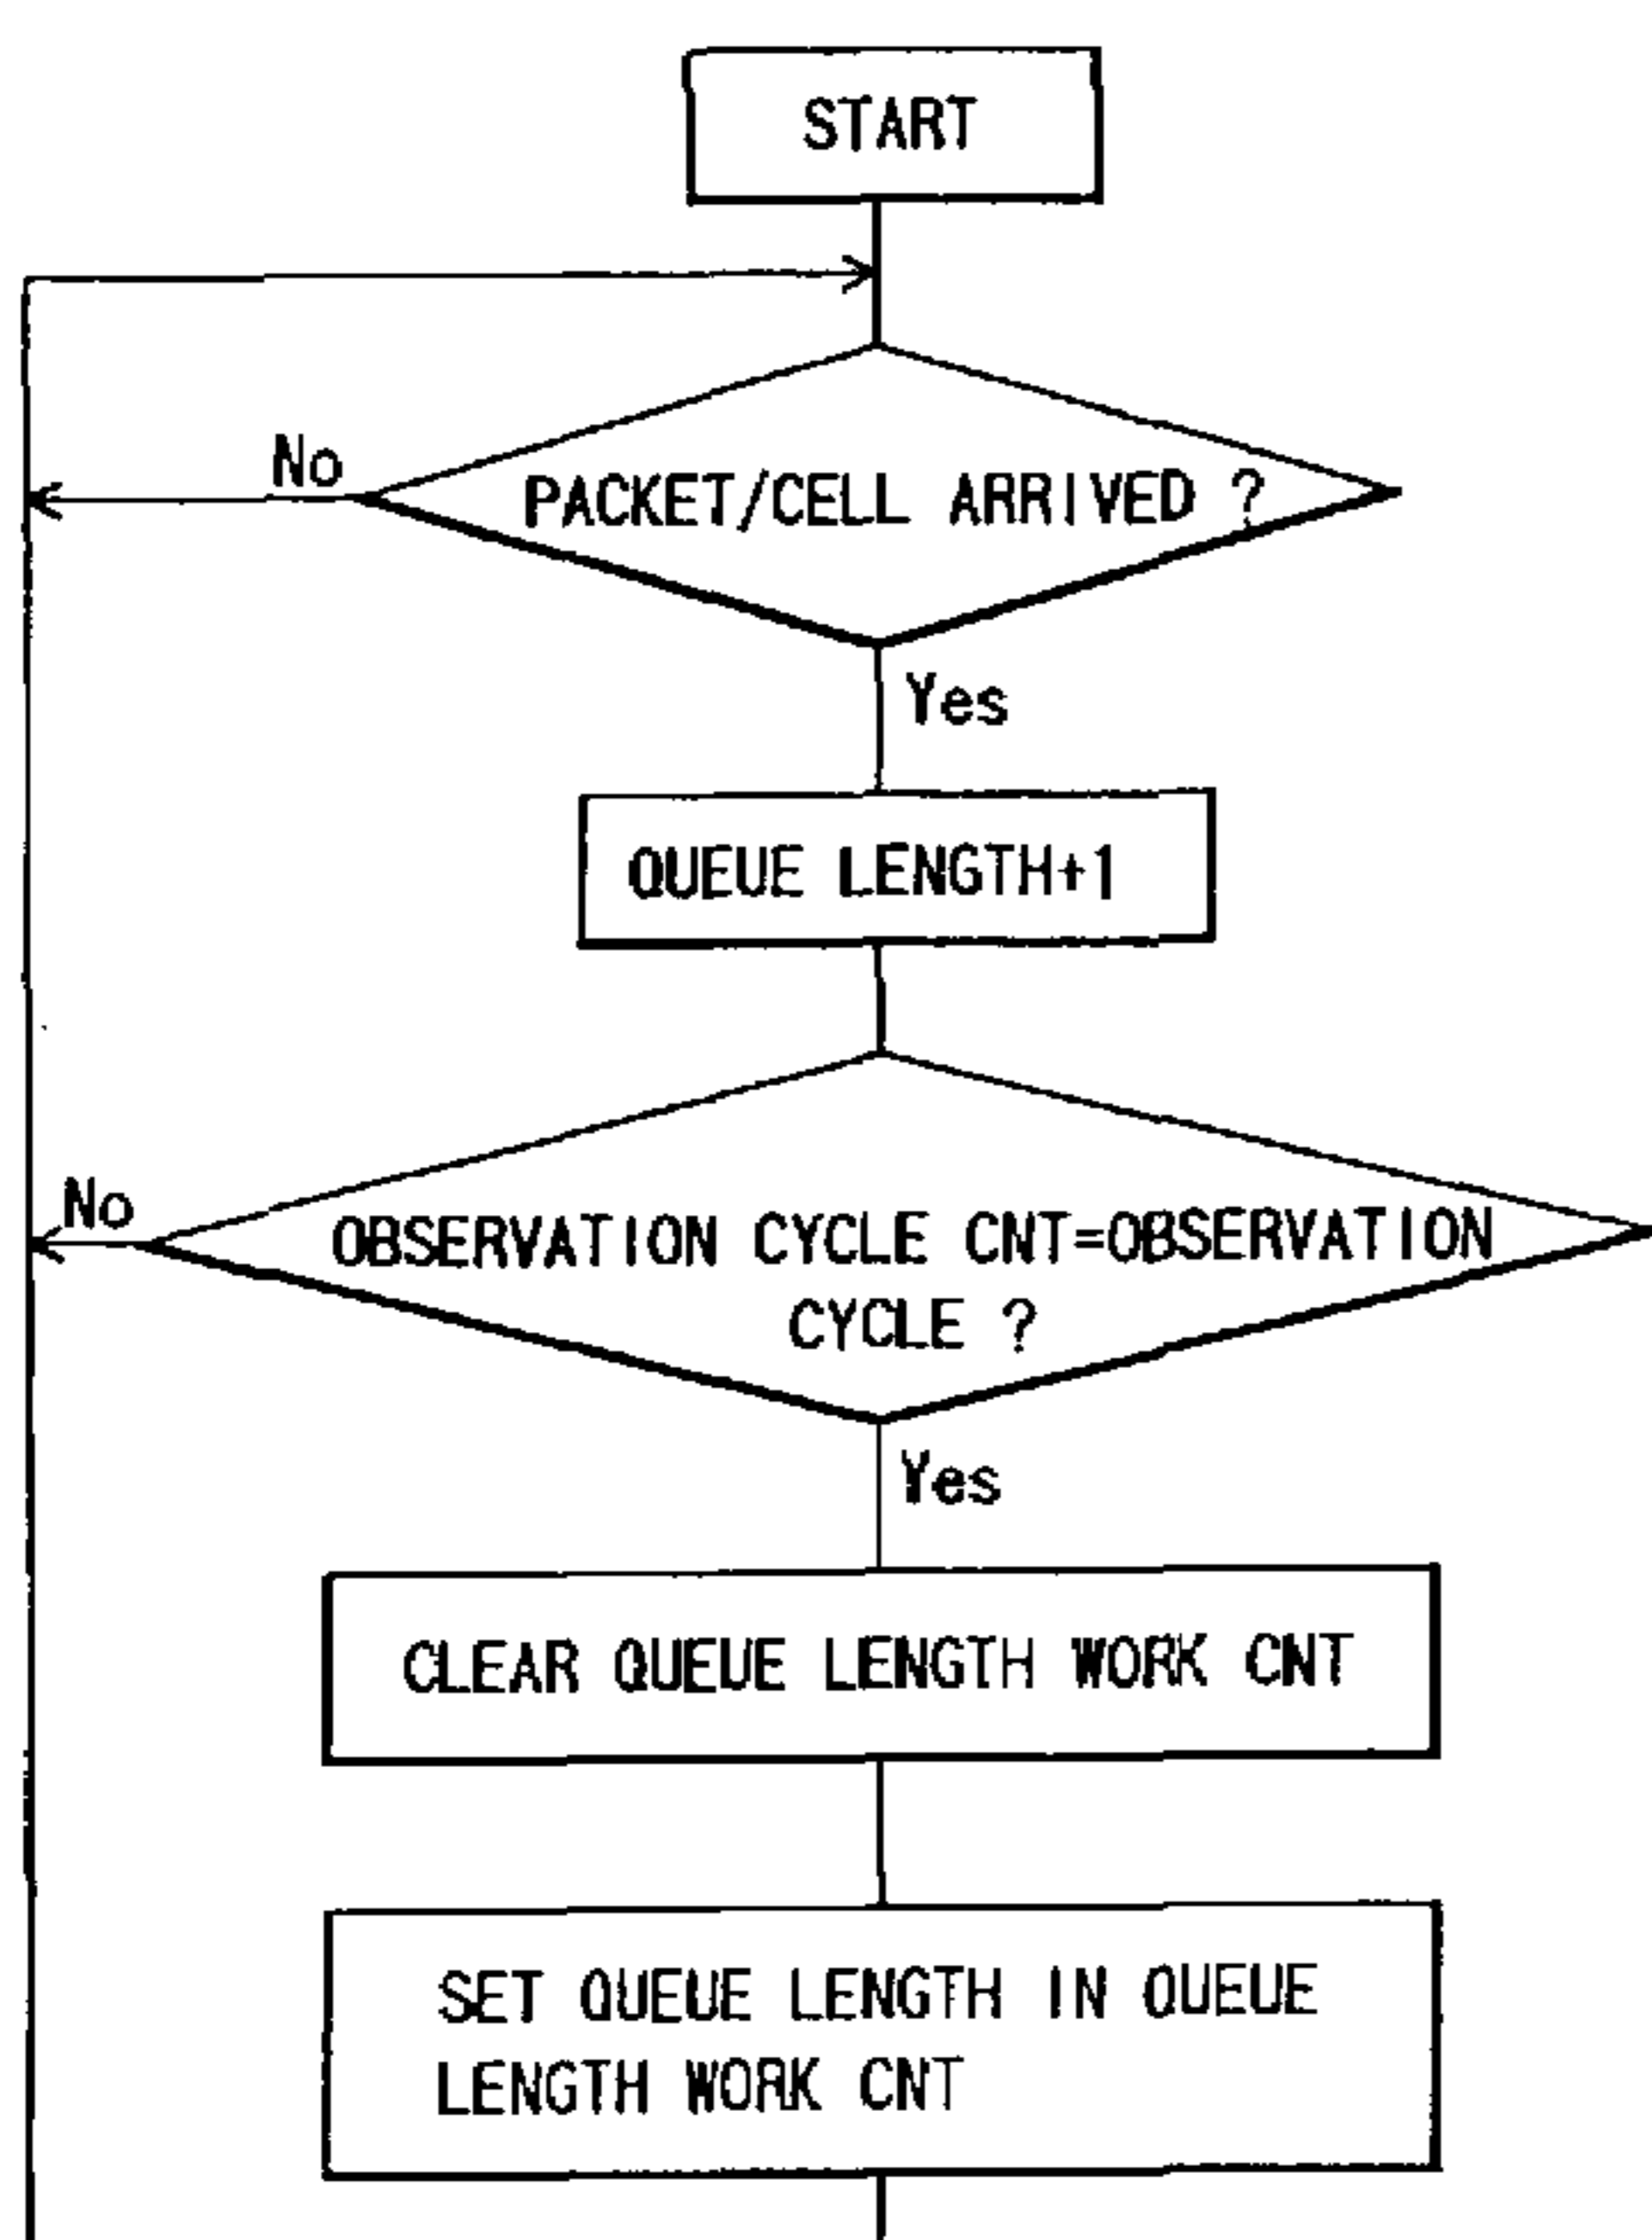 START
No
PACKET/CELL ARRIVED ?
Yes
QUEUE LENGTH+1
No
OBSERVATION CYCLE CNT=OBSERVATION
CYCLE ?
Yes
CLEAR QUEUE LENGTH WORK CNT
SET QUEUE LENGTH IN QUEUE
LENGTH WORK CNT